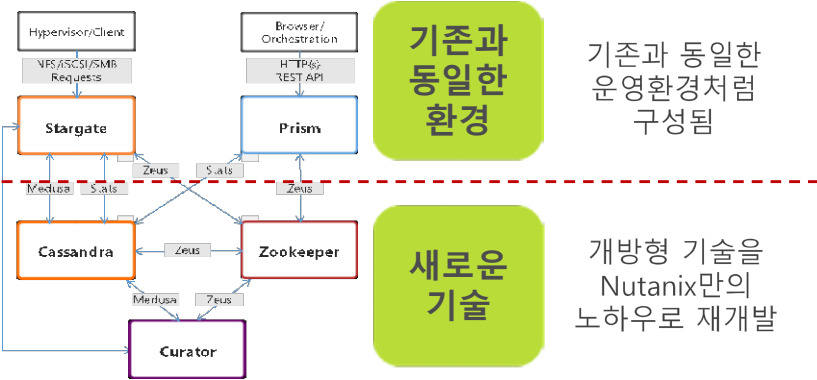 Hypervisor/Client
Browser/
Orchestration
NFS/iSCSI/SMB
Requests
HTTP(s)
REST API
Stargate
Prism
Zeus
Stats
Medusa
Stats
Zeus
Cassandra
Zeus
Zookeeper
Medusa
Zeus
Curator
기존과
동일한
환경
기존과 동일한
운영환경처럼
구성됨
새로운
기술
개방형 기술을
Nutanix만의
노하우로 재개발